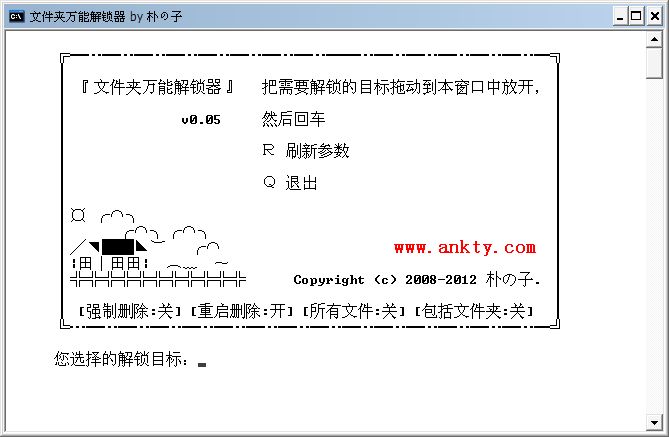 文件夹万能解锁器 by 朴の子
『 文件夹万能解锁器 』 把需要解锁的目标拖动到本窗口中放开,
v0.05 然后回车
R 刷新参数
Q 退出
www.ankty.com
Copyright (c) 2008-2012 朴の子.
[强制删除:关] [重启删除:开] [所有文件:关] [包括文件夹:关]
您选择的解锁目标: